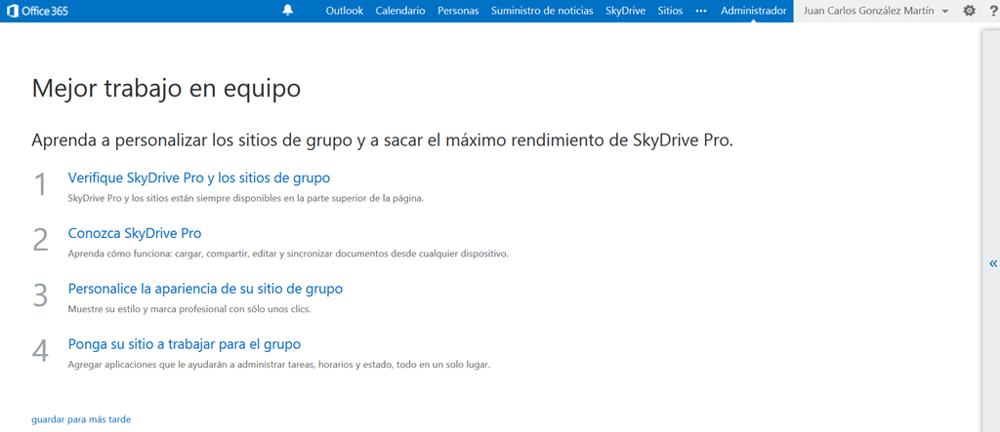 Office 365 Outlook Calendario Personas Suministro de noticias SkyDrive Sitios ••• Administrador Juan Carlos González Martín ?
Mejor trabajo en equipo
Aprenda a personalizar los sitios de grupo y a sacar el máximo rendimiento de SkyDrive Pro.
1 Verifique SkyDrive Pro y los sitios de grupo
SkyDrive Pro y los sitios están siempre disponibles en la parte superior de la página.
2 Conozca SkyDrive Pro
Aprenda cómo funciona: cargar, compartir, editar y sincronizar documentos desde cualquier dispositivo.
«
3 Personalice la apariencia de su sitio de grupo
Muestre su estilo y marca profesional con sólo unos clics.
4 Ponga su sitio a trabajar para el grupo
Agregar aplicaciones que le ayudarán a administrar tareas, horarios y estado, todo en un solo lugar.
guardar para más tarde